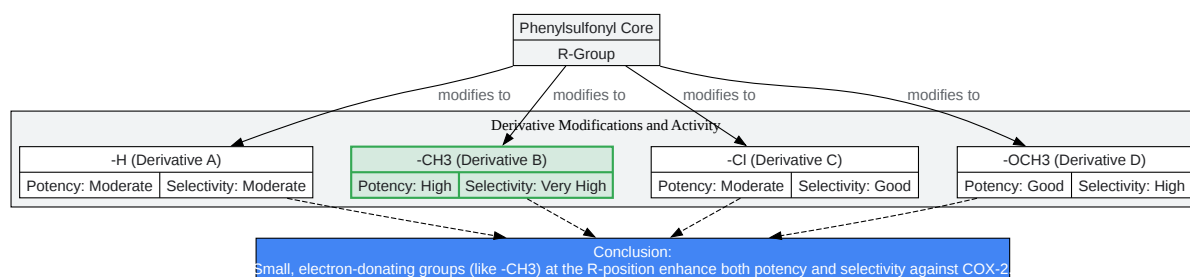 Phenylsulfonyl Core
R-Group
modifies to modifies to modifies to modifies to
Derivative Modifications and Activity
-H (Derivative A) -CH3 (Derivative B) -Cl (Derivative C) -OCH3 (Derivative D)
Potency: Moderate Selectivity: Moderate Potency: High Selectivity: Very High Potency: Moderate Selectivity: Good Potency: Good Selectivity: High
Conclusion:
Small, electron-donating groups (like -CH3) at the R-position enhance both potency and selectivity against COX-2